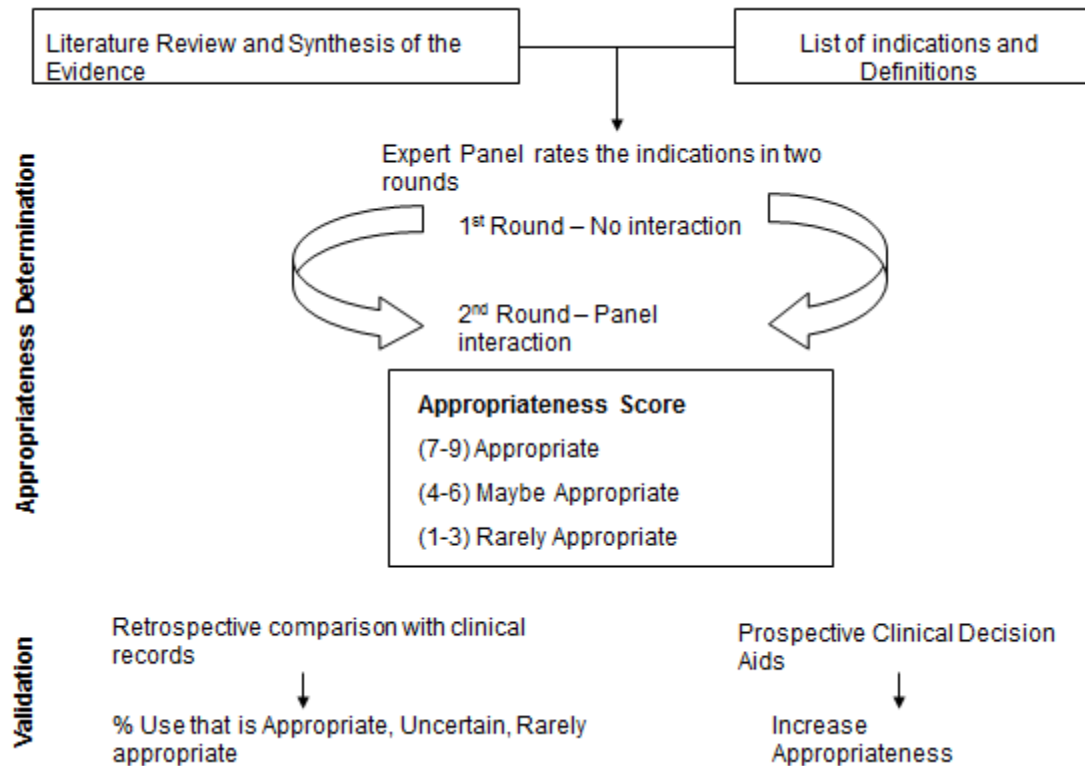 Literature Review and Synthesis of the
Evidence
List of indications and
Definitions
Appropriateness Determination
Expert Panel rates the indications in two
rounds
1st Round – No interaction
2nd Round – Panel
interaction
Appropriateness Score
(7-9) Appropriate
(4-6) Maybe Appropriate
(1-3) Rarely Appropriate
Validation
Retrospective comparison with clinical
records
% Use that is Appropriate, Uncertain, Rarely
appropriate
Prospective Clinical Decision
Aids
Increase
Appropriateness